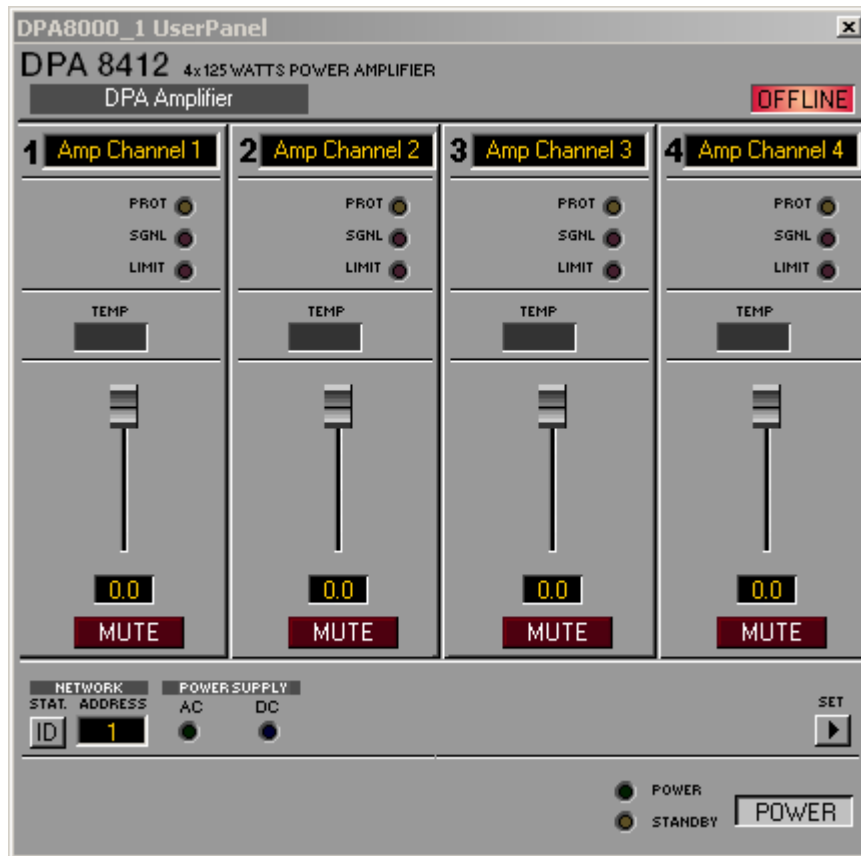 DPA8000_1 UserPanel
DPA 8412 4x125 WATTS POWER AMPLIFIER
DPA Amplifier OFFLINE
1 Amp Channel 1 2 Amp Channel 2 3 Amp Channel 3 4 Amp Channel 4
PROT PROT PROT PROT
SGNL SGNL SGNL SGNL
LIMIT LIMIT LIMIT LIMIT
TEMP TEMP TEMP TEMP
0.0 0.0 0.0 0.0
MUTE MUTE MUTE MUTE
NETWORK POWER SUPPLY
STAT. ADDRESS AC DC SET
ID 1
POWER
STANDBY POWER